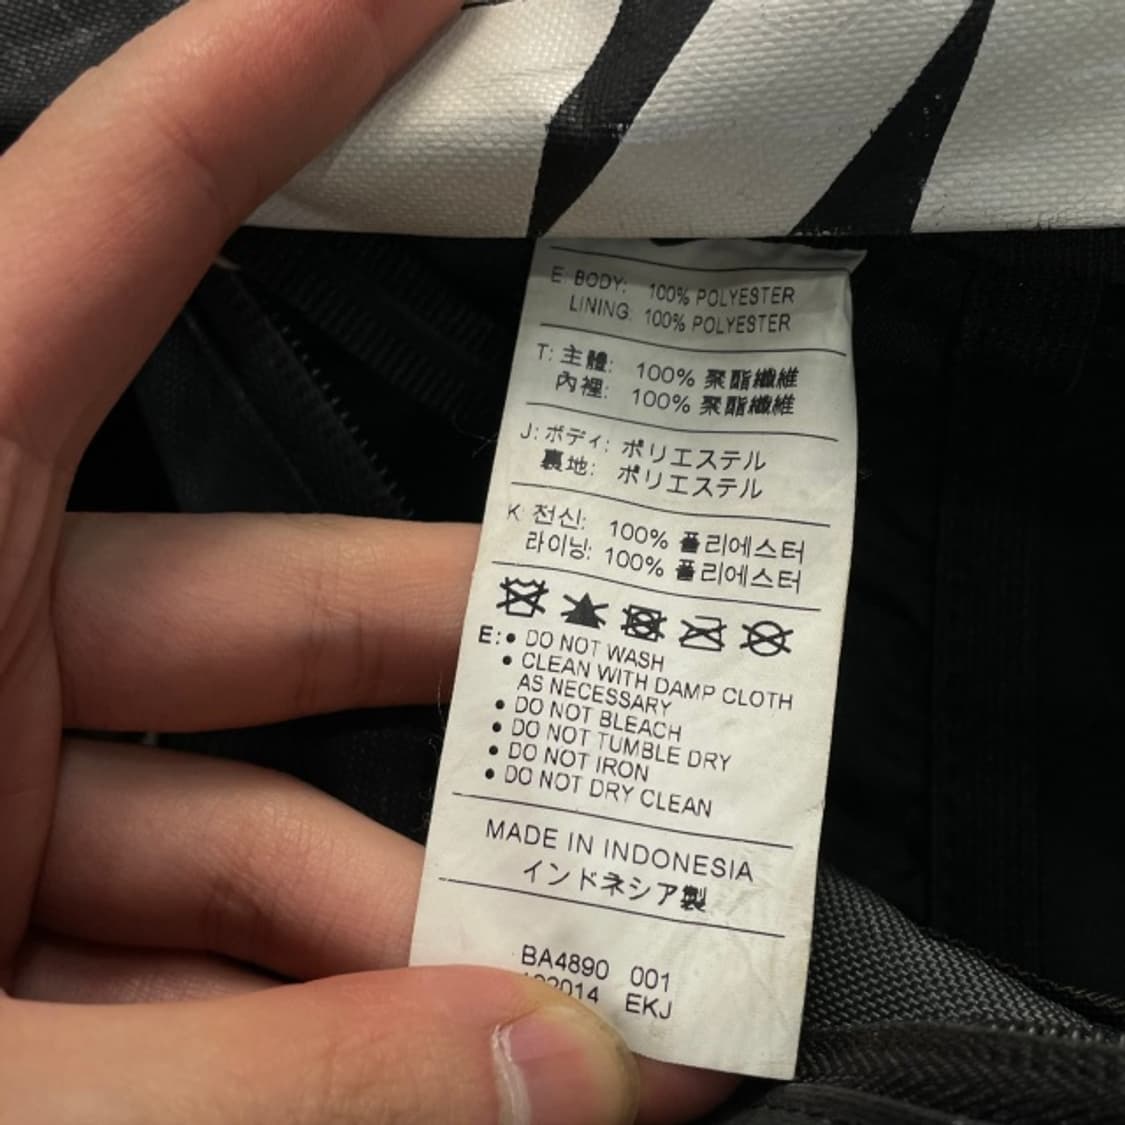 E: BODY: 100% POLYESTER
LINING: 100% POLYESTER
T: 主體: 100% 聚酯纖維
內裡: 100% 聚酯纖維
J: ボディ: ポリエステル
裏地: ポリエステル
K: 전신: 100% 폴리에스터
라이닝: 100% 폴리에스터
E: • DO NOT WASH
• CLEAN WITH DAMP CLOTH
AS NECESSARY
• DO NOT BLEACH
• DO NOT TUMBLE DRY
• DO NOT IRON
• DO NOT DRY CLEAN
MADE IN INDONESIA
インドネシア製
BA4890 001
EKJ